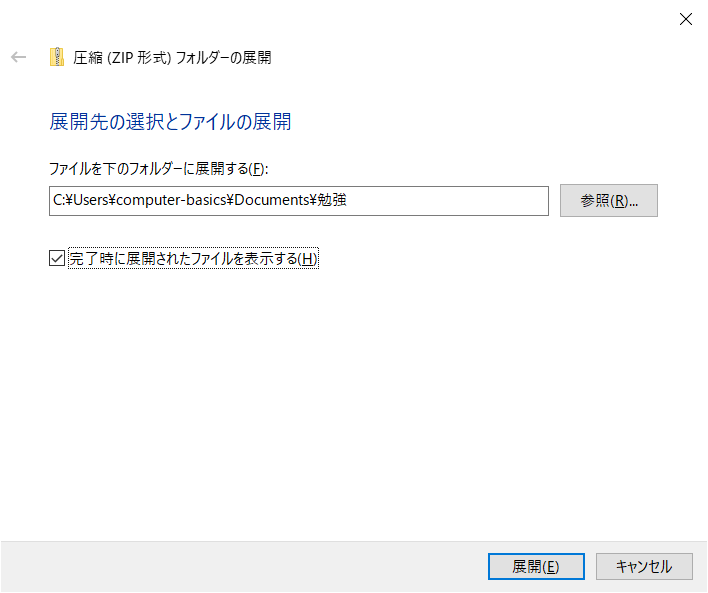 圧縮 (ZIP 形式) フォルダーの展開
展開先の選択とファイルの展開
ファイルを下のフォルダーに展開する(F):
C:¥Users¥computer-basics¥Documents¥勉強
参照(R)...
完了時に展開されたファイルを表示する(H)
展開(E)
キャンセル